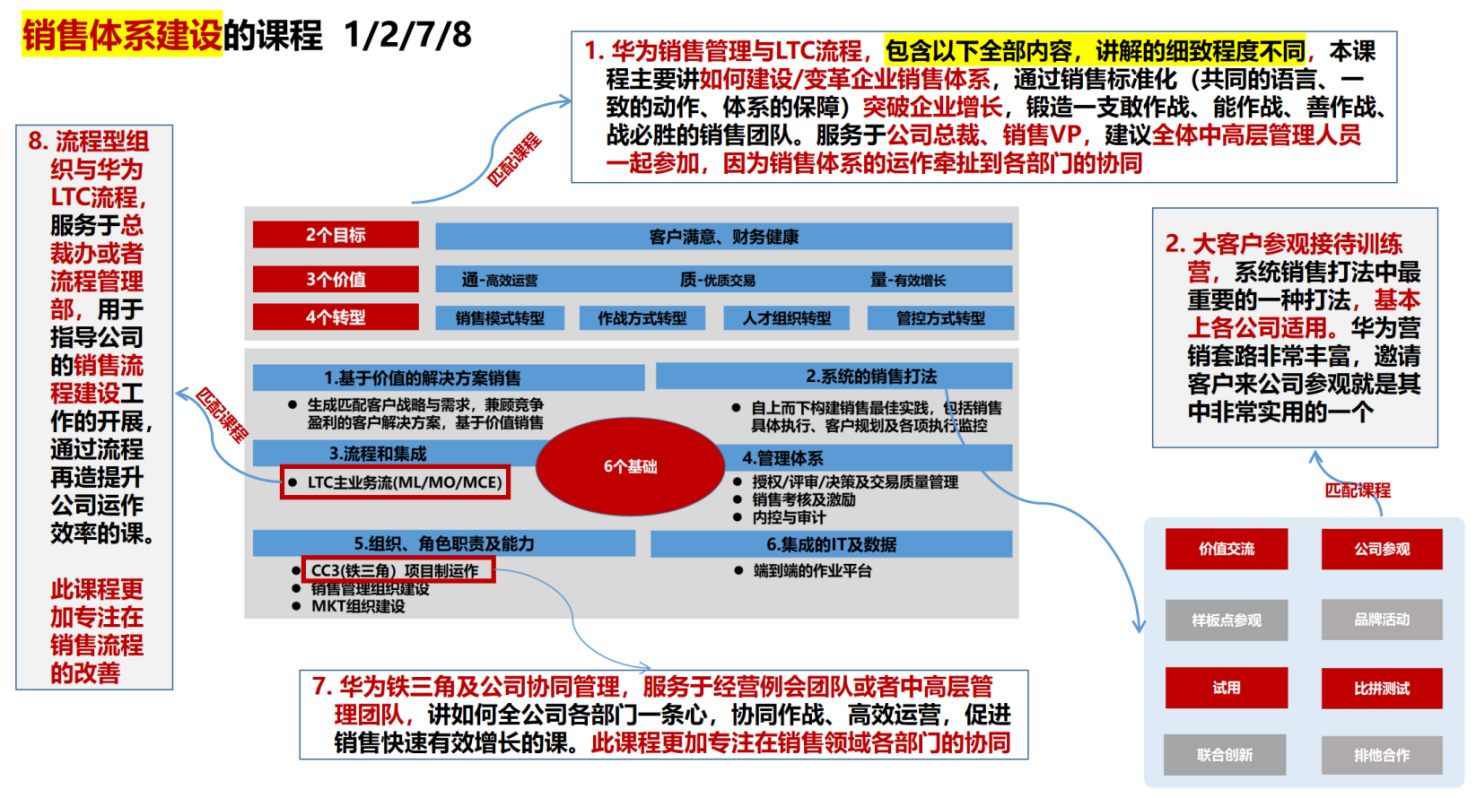 销售体系建设的课程 1/2/7/8
1. 华为销售管理与LTC流程，包含以下全部内容，讲解的细致程度不同，本课
程主要讲如何建设/变革企业销售体系，通过销售标准化（共同的语言、一
致的动作、体系的保障）突破企业增长，锻造一支敢作战、能作战、善作战、
战必胜的销售团队。服务于公司总裁、销售VP，建议全体中高层管理人员
一起参加，因为销售体系的运作牵扯到各部门的协同
匹配课程
8. 流程型组
织与华为
LTC流程，
服务于总
裁办或者
流程管理
部，用于
指导公司
的销售流
程建设工
作的开展，
通过流程
再造提升
公司运作
效率的课。
此课程更
加专注在
销售流程
的改善
匹配课程
2个目标
客户满意、财务健康
3个价值
通-高效运营
质-优质交易
量-有效增长
4个转型
销售模式转型
作战方式转型
人才组织转型
管控方式转型
1.基于价值的解决方案销售
● 生成匹配客户战略与需求，兼顾竞争
盈利的客户解决方案，基于价值销售
2.系统的销售打法
● 自上而下构建销售最佳实践，包括销售
具体执行、客户规划及各项执行监控
3.流程和集成
● LTC主业务流(ML/MO/MCE)
6个基础
4.管理体系
● 授权/评审/决策及交易质量管理
● 销售考核及激励
● 内控与审计
5.组织、角色职责及能力
● CC3(铁三角）项目制运作
● 销售管理组织建设
● MKT组织建设
6.集成的IT及数据
● 端到端的作业平台
2. 大客户参观接待训练
营，系统销售打法中最
重要的一种打法，基本
上各公司适用。华为营
销套路非常丰富，邀请
客户来公司参观就是其
中非常实用的一个
匹配课程
价值交流
公司参观
样板点参观
品牌活动
试用
比拼测试
联合创新
排他合作
7. 华为铁三角及公司协同管理，服务于经营例会团队或者中高层管
理团队，讲如何全公司各部门一条心，协同作战、高效运营，促进
销售快速有效增长的课。此课程更加专注在销售领域各部门的协同